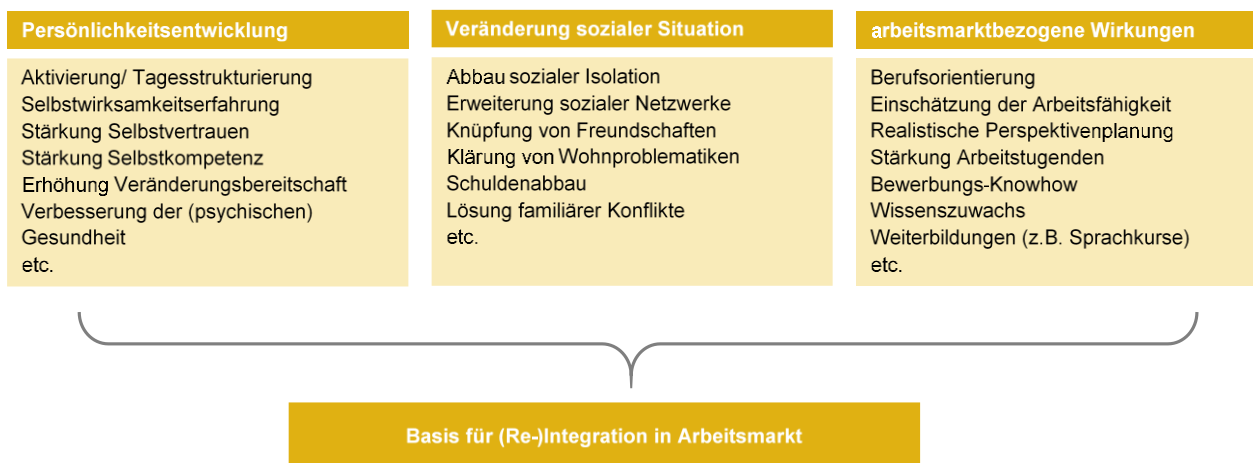 Persönlichkeitsentwicklung
Aktivierung/ Tagesstrukturierung
Selbstwirksamkeitserfahrung
Stärkung Selbstvertrauen
Stärkung Selbstkompetenz
Erhöhung Veränderungsbereitschaft
Verbesserung der (psychischen)
Gesundheit
etc.
Veränderung sozialer Situation
Abbau sozialer Isolation
Erweiterung sozialer Netzwerke
Knüpfung von Freundschaften
Klärung von Wohnproblematiken
Schuldenabbau
Lösung familiärer Konflikte
etc.
arbeitsmarktbezogene Wirkungen
Berufsorientierung
Einschätzung der Arbeitsfähigkeit
Realistische Perspektivenplanung
Stärkung Arbeitstugenden
Bewerbungs-Knowhow
Wissenszuwachs
Weiterbildungen (z.B. Sprachkurse)
etc.
Basis für (Re-)Integration in Arbeitsmarkt